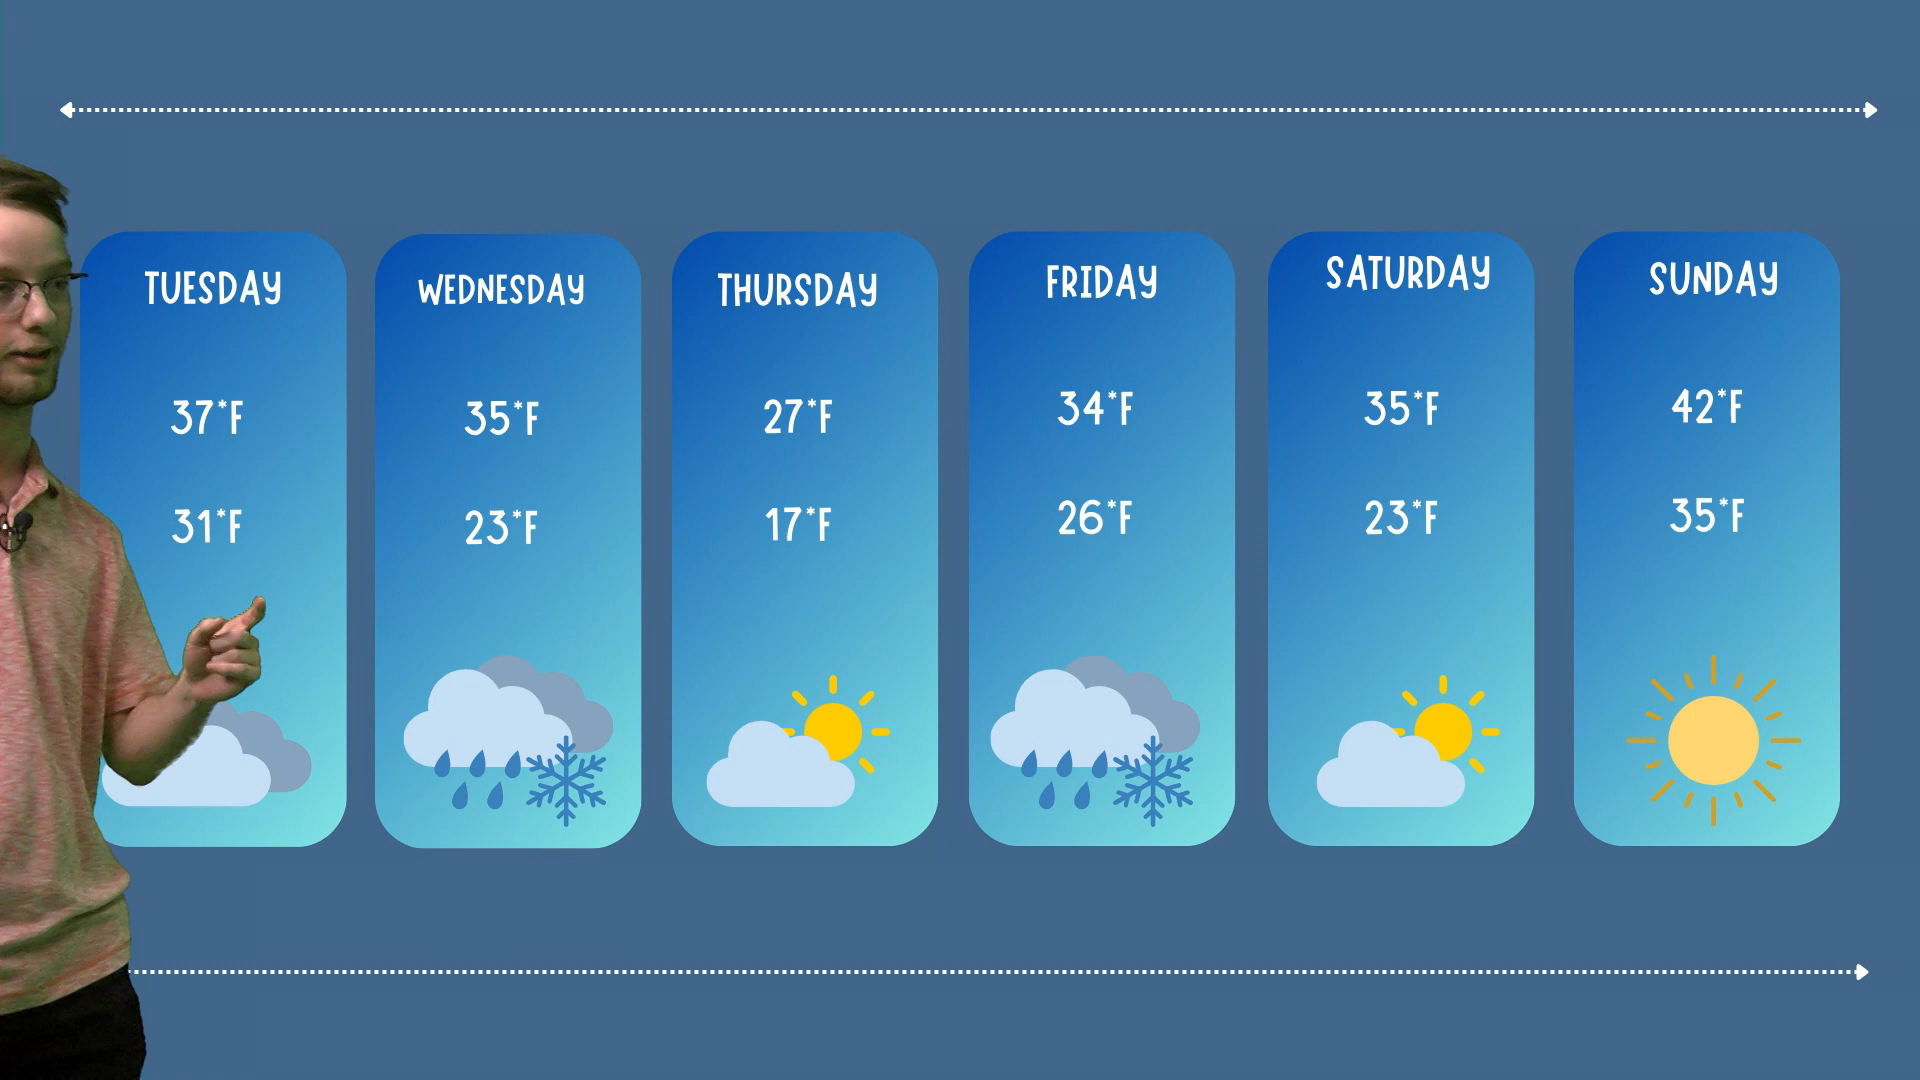 TUESDAY
37*F
31*F
WEDNESDAY
35*F
23*F
THURSDAY
27*F
17*F
FRIDAY
34*F
26*F
SATURDAY
35*F
23*F
SUNDAY
42*F
35*F